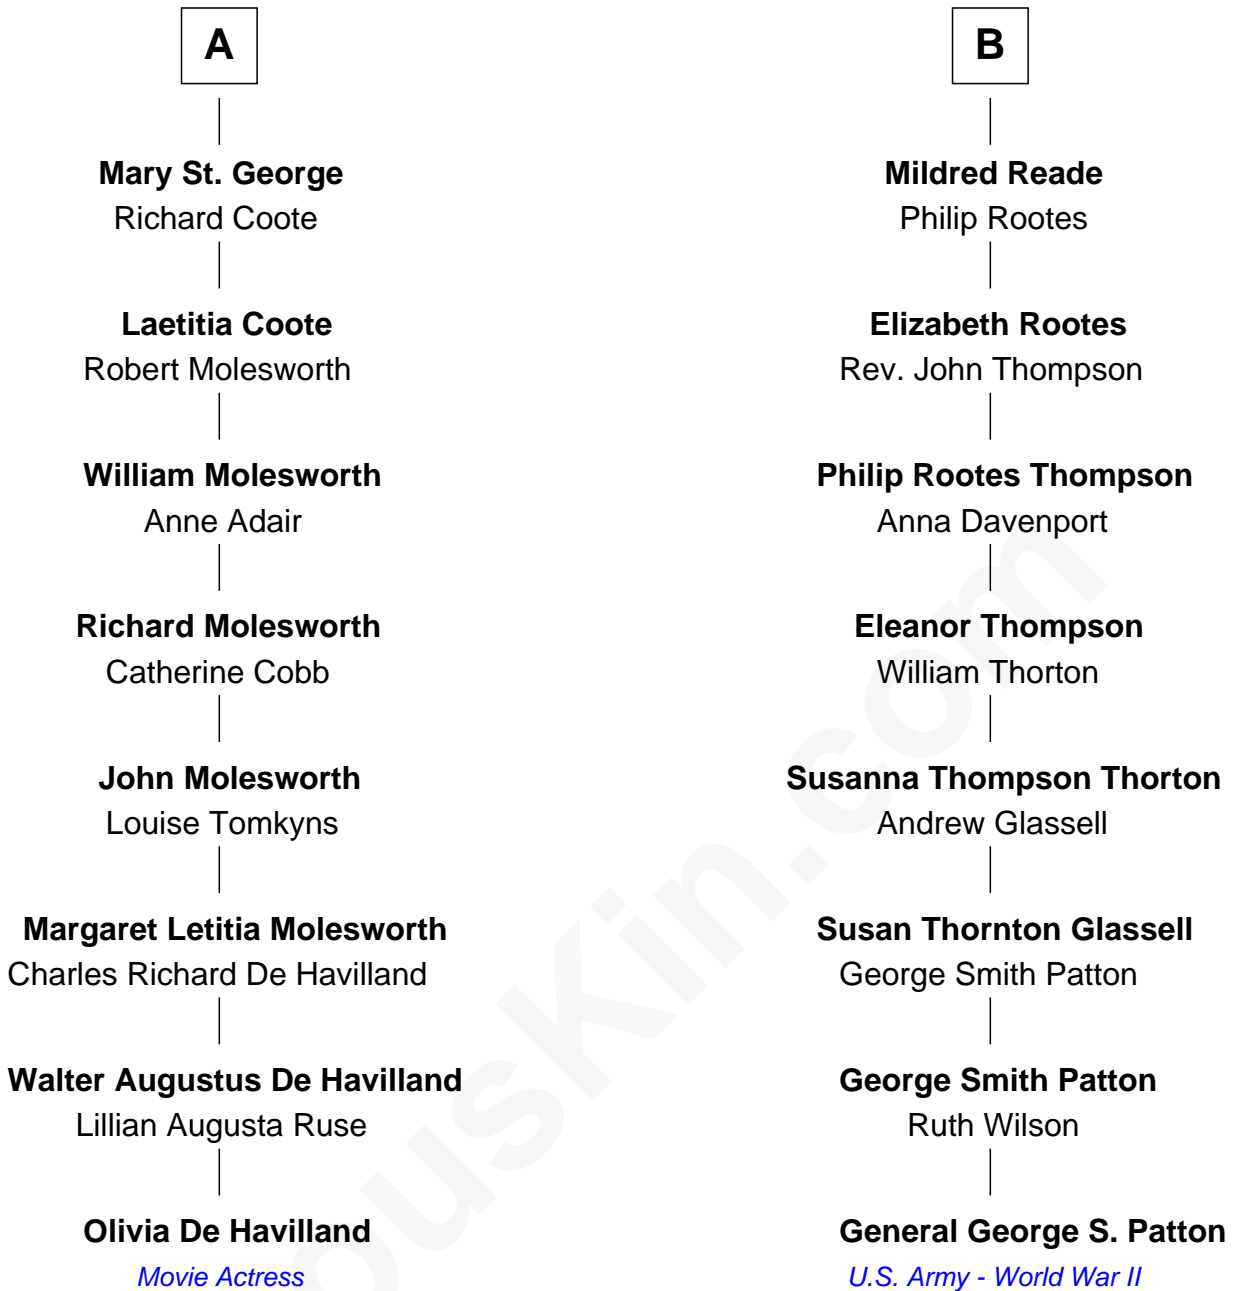 A
Mary St. George
Richard Coote
Laetitia Coote
Robert Molesworth
William Molesworth
Anne Adair
Richard Molesworth
Catherine Cobb
John Molesworth
Louise Tomkyns
Margaret Letitia Molesworth
Charles Richard De Havilland
Walter Augustus De Havilland
Lillian Augusta Ruse
Olivia De Havilland
Movie Actress
B
Mildred Reade
Philip Rootes
Elizabeth Rootes
Rev. John Thompson
Philip Rootes Thompson
Anna Davenport
Eleanor Thompson
William Thorton
Susanna Thompson Thorton
Andrew Glassell
Susan Thornton Glassell
George Smith Patton
George Smith Patton
Ruth Wilson
General George S. Patton
U.S. Army - World War II
ousKin.com